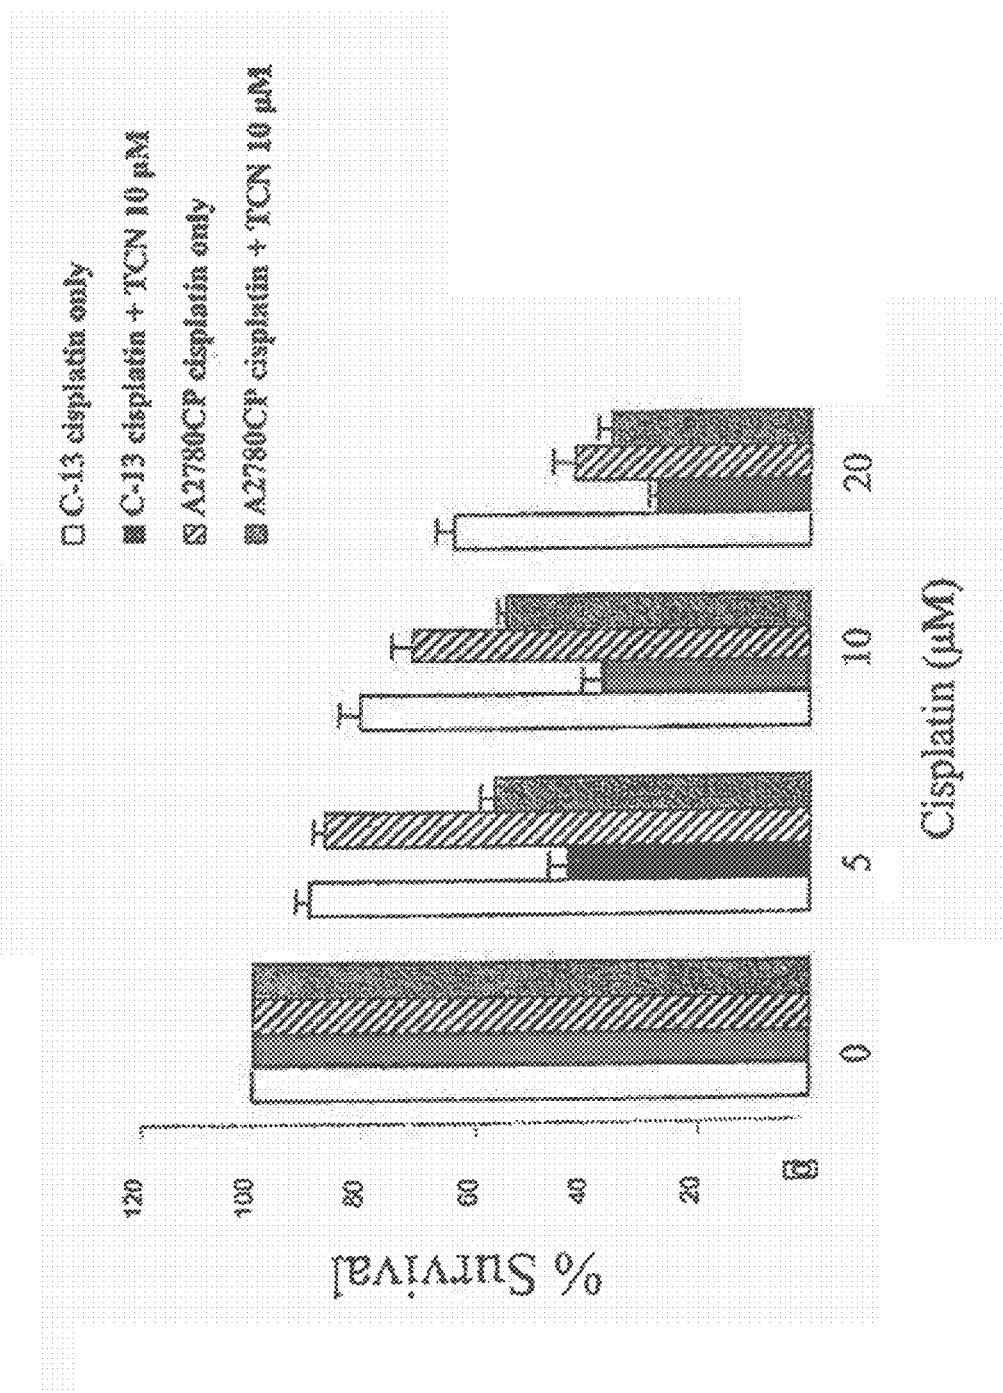 C-13 cisplatin only
C-13 cisplatin + TCN 10 µM
A2780CP cisplatin only
A2780CP cisplatin + TCN 10 µM
% Survival
120
100
80
60
40
20
0
0 5 10 20
Cisplatin (µM)